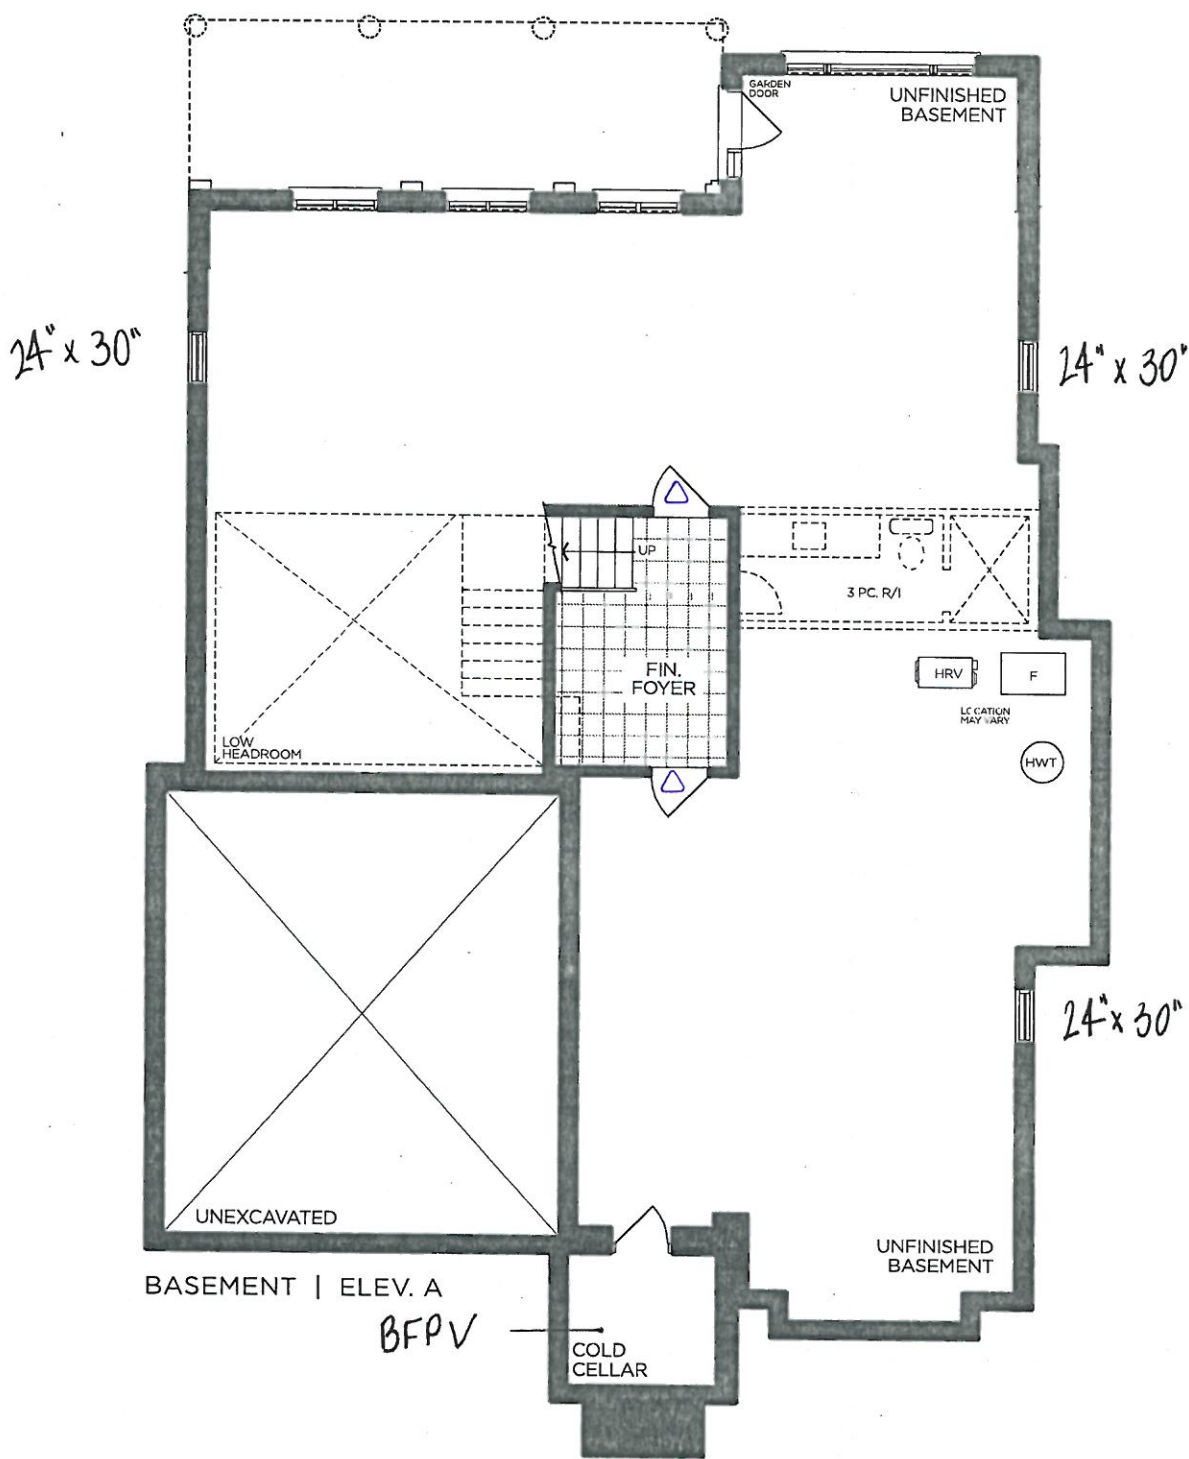 GARDEN
DOOR
UNFINISHED
BASEMENT
24" x 30"
24" x 30"
UP
3 PC. R/I
FIN.
FOYER
HRV
F
LOCATION
MAY VARY
LOW
HEADROOM
HWT
24" x 30"
UNEXCAVATED
UNFINISHED
BASEMENT
BASEMENT | ELEV. A
BFPV
COLD
CELLAR